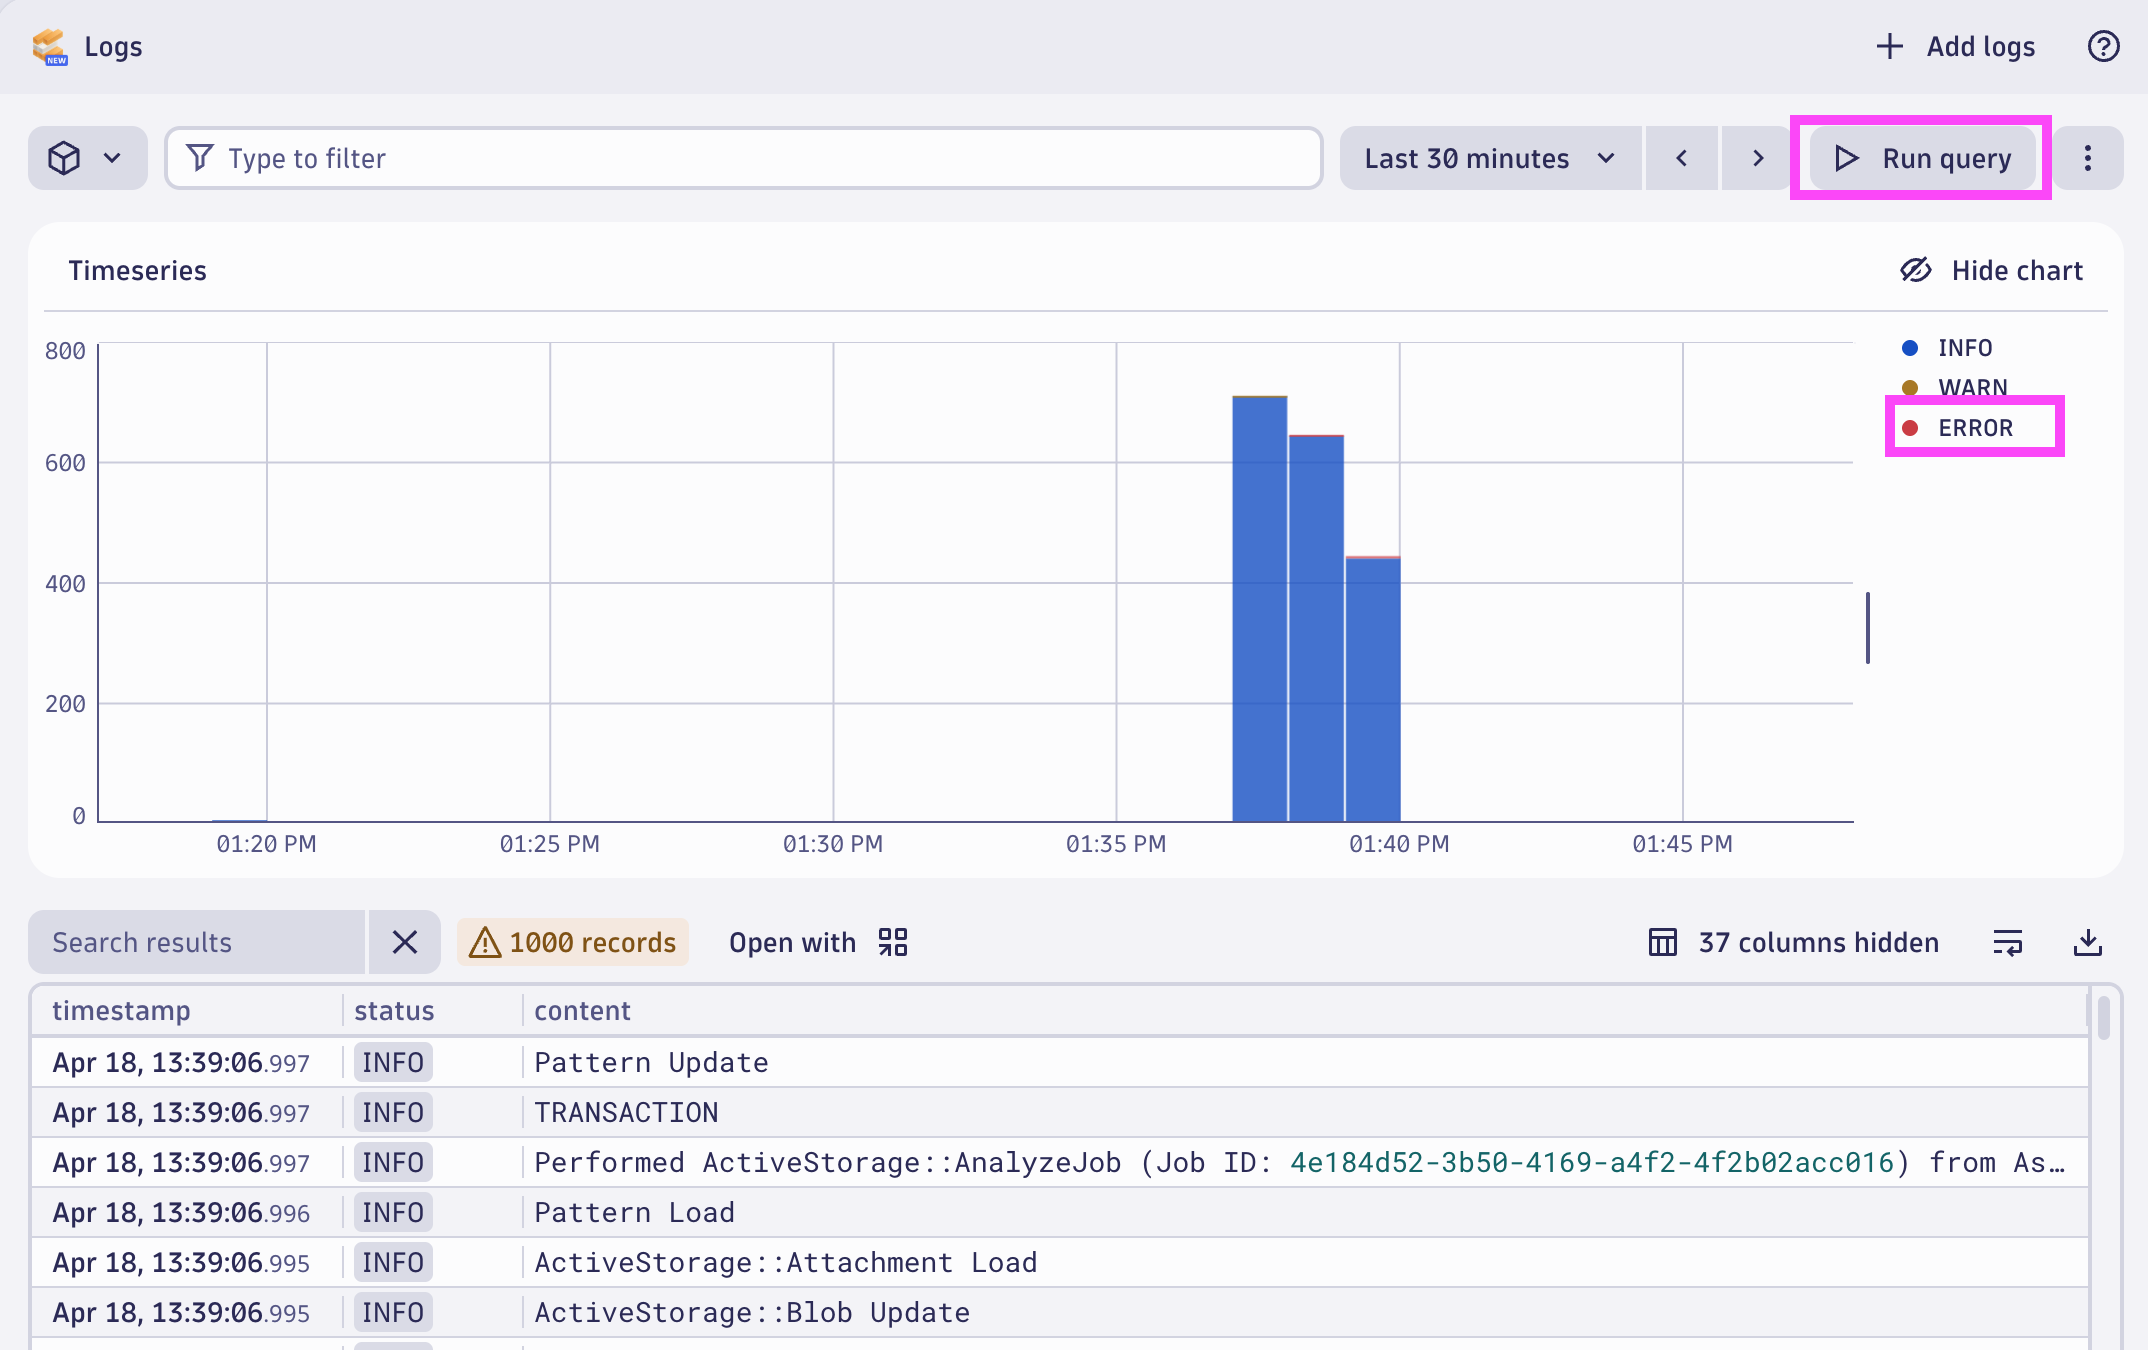 NEW
Logs
Add logs
Type to filter
Last 30 minutes
Run query
Timeseries
Hide chart
800
600
400
200
0
01:20 PM
01:25 PM
01:30 PM
01:35 PM
01:40 PM
01:45 PM
INFO
WARN
ERROR
Search results
1000 records
Open with
37 columns hidden
timestamp status content
Apr 18, 13:39:06.997 INFO Pattern Update
Apr 18, 13:39:06.997 INFO TRANSACTION
Apr 18, 13:39:06.997 INFO Performed ActiveStorage::AnalyzeJob (Job ID: 4e184d52-3b50-4169-a4f2-4f2b02acc016) from As…
Apr 18, 13:39:06.996 INFO Pattern Load
Apr 18, 13:39:06.995 INFO ActiveStorage::Attachment Load
Apr 18, 13:39:06.995 INFO ActiveStorage::Blob Update